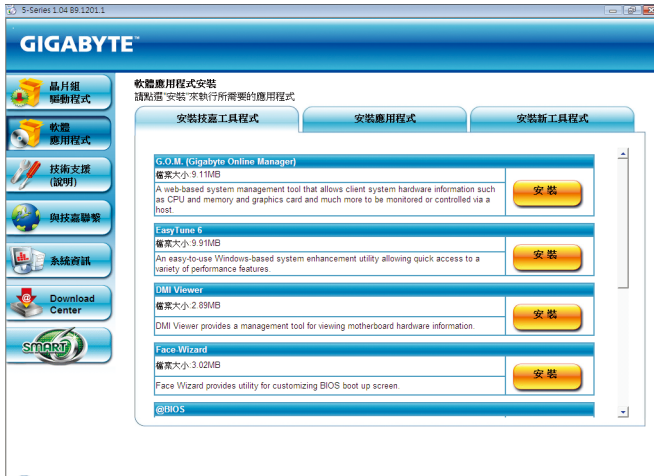 5-Series 1.04 B9.1201.1
GIGABYTE™
晶片組
驅動程式
軟體
應用程式
技術支援
(說明)
與技嘉聯繫
系統資訊
Download
Center
SMART
軟體應用程式安裝
請點選"安裝"來執行所需要的應用程式
安裝技嘉工具程式
安裝應用程式
安裝新工具程式
G.O.M. (Gigabyte Online Manager)
檔案大小:9.11MB
A web-based system management tool that allows client system hardware information such
as CPU and memory and graphics card and much more to be monitored or controlled via a
host.
安裝
EasyTune 6
檔案大小:9.91MB
An easy-to-use Windows-based system enhancement utility allowing quick access to a
variety of performance features.
安裝
DMI Viewer
檔案大小:2.89MB
DMI Viewer provides a management tool for viewing motherboard hardware information.
安裝
Face-Wizard
檔案大小:3.02MB
Face Wizard provides utility for customizing BIOS boot up screen.
安裝
@BIOS